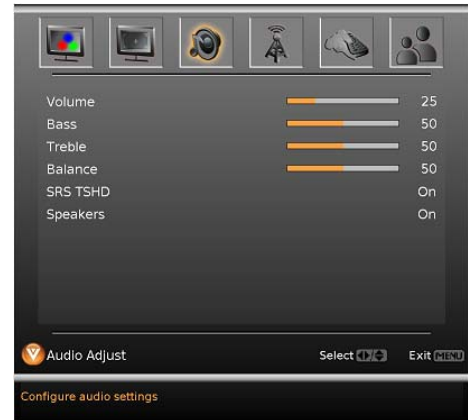 Volume 25
Bass 50
Treble 50
Balance 50
SRS TSHD On
Speakers On
V Audio Adjust Select Exit MENU
Configure audio settings